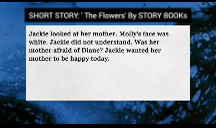 SHORT STORY: ' The Flowers' By STORY BOOKs
Jackie looked at her mother. Molly's face was
white. Jackie did not understand. Was her
mother afraid of Diane? Jackie wanted her
mother to be happy today.